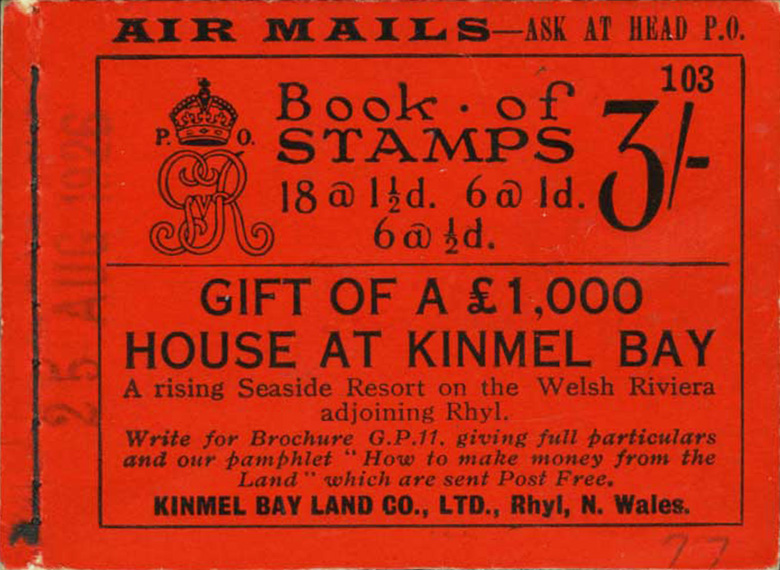 AIR MAILS—ASK AT HEAD P.O.
103
P. O.
Book · of
STAMPS
3/-
18 @ 1½d. 6 @ 1d.
6 @ ½d.
GIFT OF A £1,000
HOUSE AT KINMEL BAY
A rising Seaside Resort on the Welsh Riviera
adjoining Rhyl.
Write for Brochure G.P.11. giving full particulars
and our pamphlet "How to make money from the
Land" which are sent Post Free.
KINMEL BAY LAND CO., LTD., Rhyl, N. Wales.
25 AUG 1926